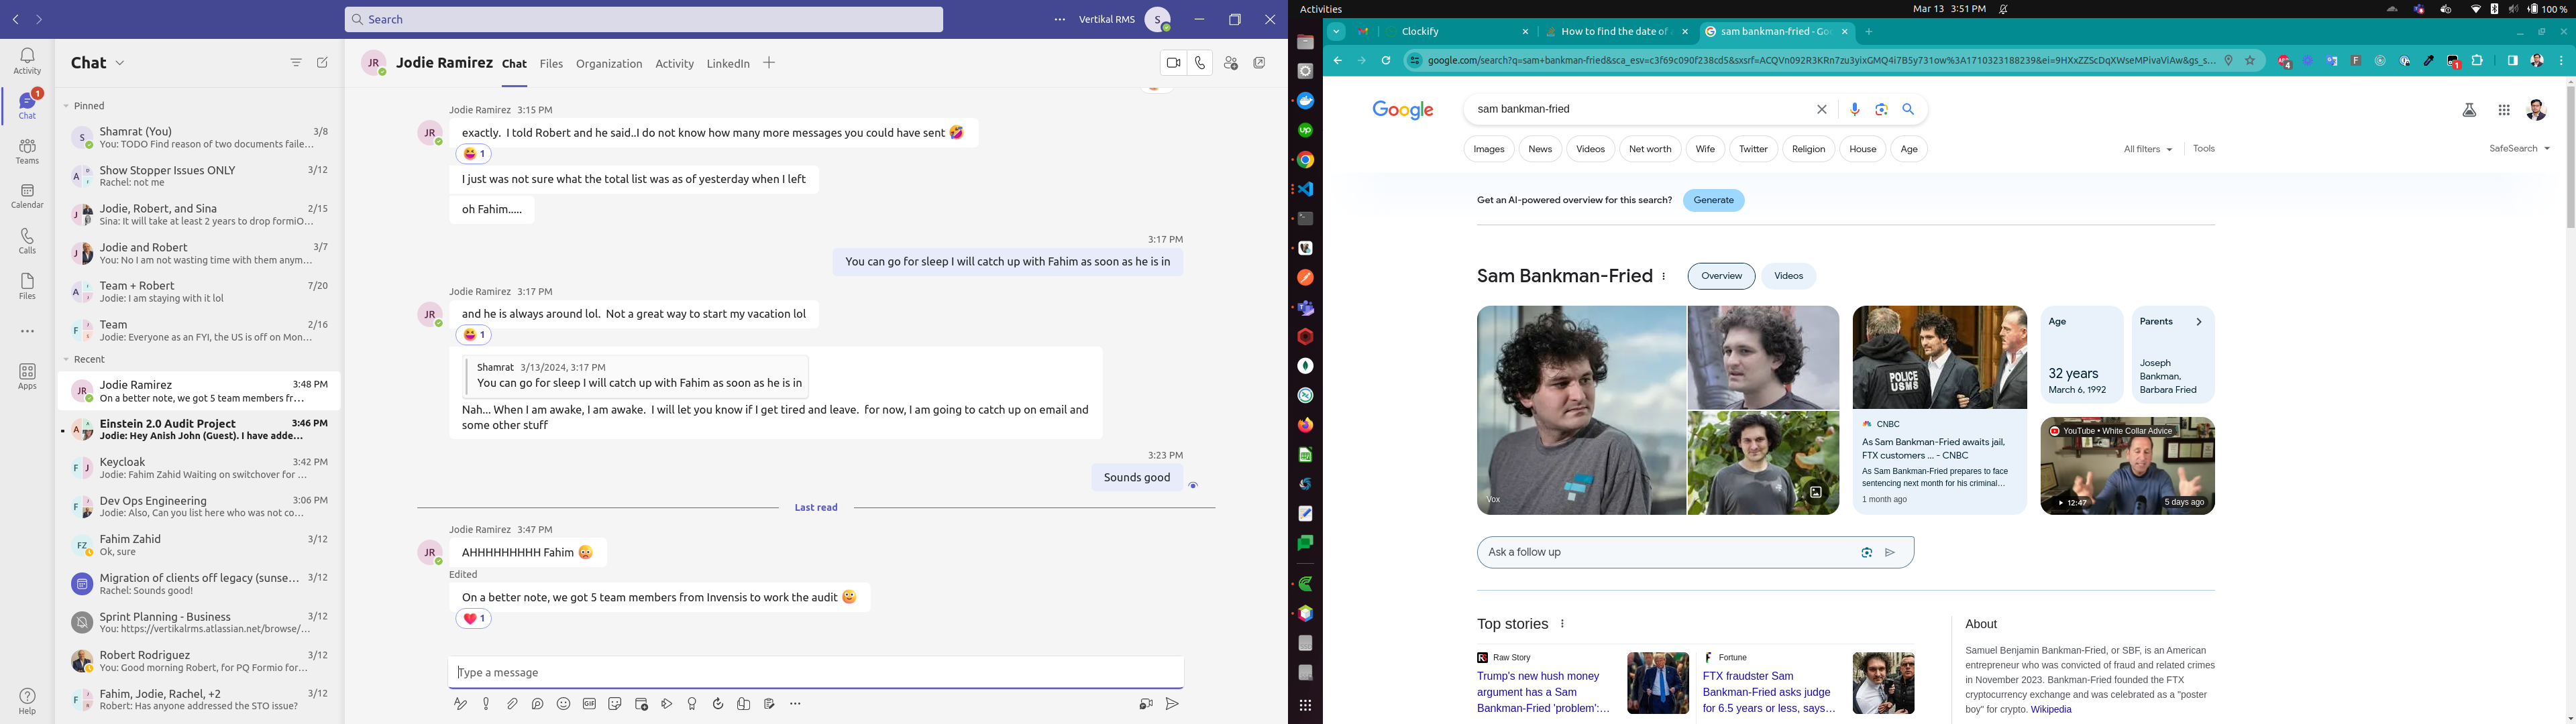 Search
Vertikal RMS
S
Activity
1
Chat
Teams
Calendar
Calls
Files
Apps
Help
Chat
Pinned
S
Shamrat (You) 3/8
You: TODO Find reason of two documents faile...
Show Stopper Issues ONLY 3/12
Rachel: not me
Jodie, Robert, and Sina 2/15
Sina: It will take at least 2 years to drop formiO...
Jodie and Robert 3/7
You: No I am not wasting time with them anym...
Team + Robert 7/20
Jodie: I am staying with it lol
Team 2/16
Jodie: Everyone as an FYI, the US is off on Mon...
Recent
JR
Jodie Ramirez 3:48 PM
On a better note, we got 5 team members fr...
Einstein 2.0 Audit Project 3:46 PM
Jodie: Hey Anish John (Guest). I have adde...
F J
Keycloak 3:42 PM
Jodie: Fahim Zahid Waiting on switchover for ...
Dev Ops Engineering 3:06 PM
Jodie: Also, Can you list here who was not co...
FZ
Fahim Zahid 3/12
Ok, sure
Migration of clients off legacy (sunse... 3/12
Rachel: Sounds good!
Sprint Planning - Business 3/12
You: https://vertikalrms.atlassian.net/browse/...
Robert Rodriguez 3/12
You: Good morning Robert, for PQ Formio for...
Fahim, Jodie, Rachel, +2 3/12
Robert: Has anyone addressed the STO issue?
JR
Jodie Ramirez Chat Files Organization Activity LinkedIn
Jodie Ramirez 3:15 PM
JR
exactly. I told Robert and he said..I do not know how many more messages you could have sent 🤣
😆 1
I just was not sure what the total list was as of yesterday when I left
oh Fahim.....
3:17 PM
You can go for sleep I will catch up with Fahim as soon as he is in
Jodie Ramirez 3:17 PM
JR
and he is always around lol. Not a great way to start my vacation lol
😆 1
Shamrat 3/13/2024, 3:17 PM
You can go for sleep I will catch up with Fahim as soon as he is in
Nah... When I am awake, I am awake. I will let you know if I get tired and leave. for now, I am going to catch up on email and
some other stuff
3:23 PM
Sounds good
Last read
Jodie Ramirez 3:47 PM
JR
AHHHHHHHHH Fahim
Edited
On a better note, we got 5 team members from Invensis to work the audit
❤️ 1
Type a message
GIF
Activities
Mar 13 3:51 PM
100 %
Clockify
How to find the date of
sam bankman-fried - Go
Google
sam bankman-fried
Images News Videos Net worth Wife Twitter Religion House Age
All filters Tools SafeSearch
Get an AI-powered overview for this search? Generate
Sam Bankman-Fried Overview Videos
Vox
POLICE
USMS
CNBC
As Sam Bankman-Fried awaits jail,
FTX customers ... - CNBC
As Sam Bankman-Fried prepares to face
sentencing next month for his criminal...
1 month ago
Age
32 years
March 6, 1992
Parents
Joseph
Bankman,
Barbara Fried
YouTube • White Collar Advice
12:47
5 days ago
Ask a follow up
Top stories
Raw Story
Trump's new hush money
argument has a Sam
Bankman-Fried 'problem':...
Fortune
FTX fraudster Sam
Bankman-Fried asks judge
for 6.5 years or less, says...
About
Samuel Benjamin Bankman-Fried, or SBF, is an American
entrepreneur who was convicted of fraud and related crimes
in November 2023. Bankman-Fried founded the FTX
cryptocurrency exchange and was celebrated as a "poster
boy" for crypto. Wikipedia